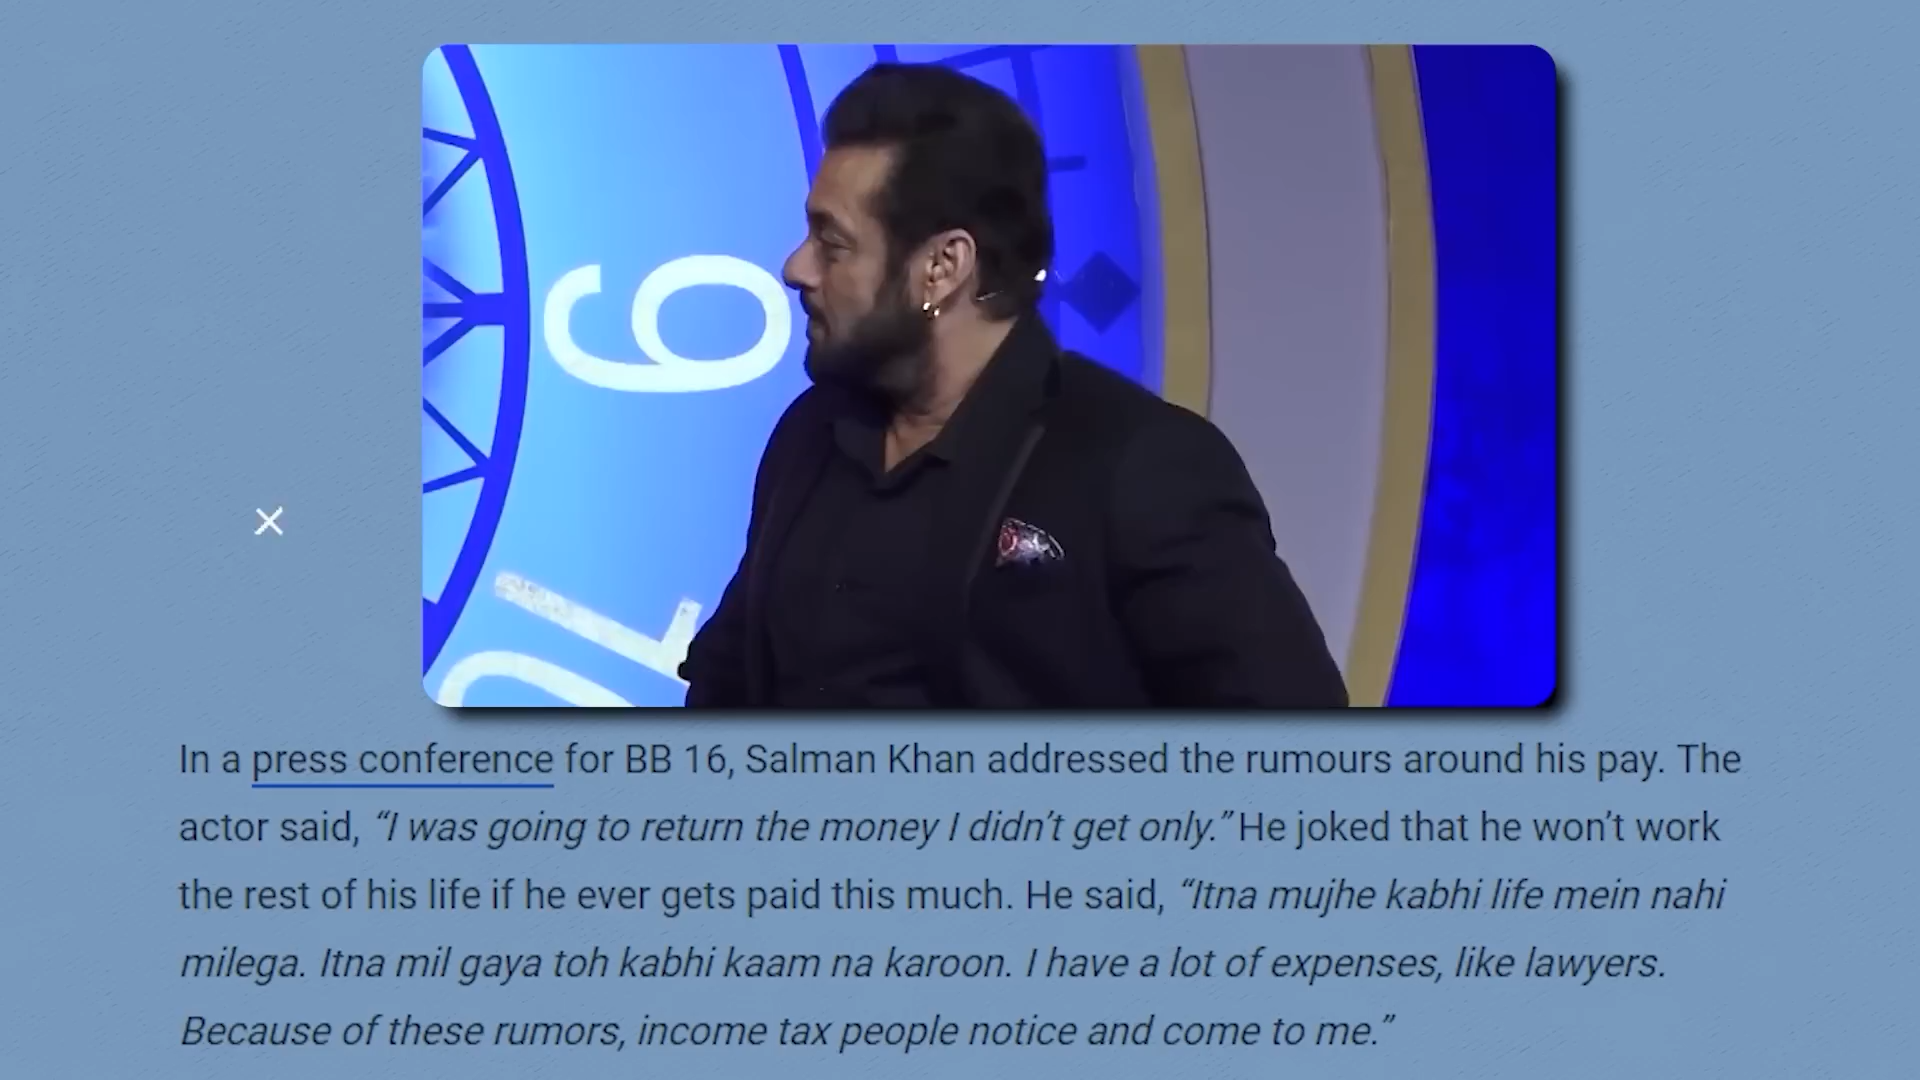 9
10
In a press conference for BB 16, Salman Khan addressed the rumours around his pay. The
actor said, “I was going to return the money I didn’t get only.” He joked that he won’t work
the rest of his life if he ever gets paid this much. He said, “Itna mujhe kabhi life mein nahi
milega. Itna mil gaya toh kabhi kaam na karoon. I have a lot of expenses, like lawyers.
Because of these rumors, income tax people notice and come to me.”